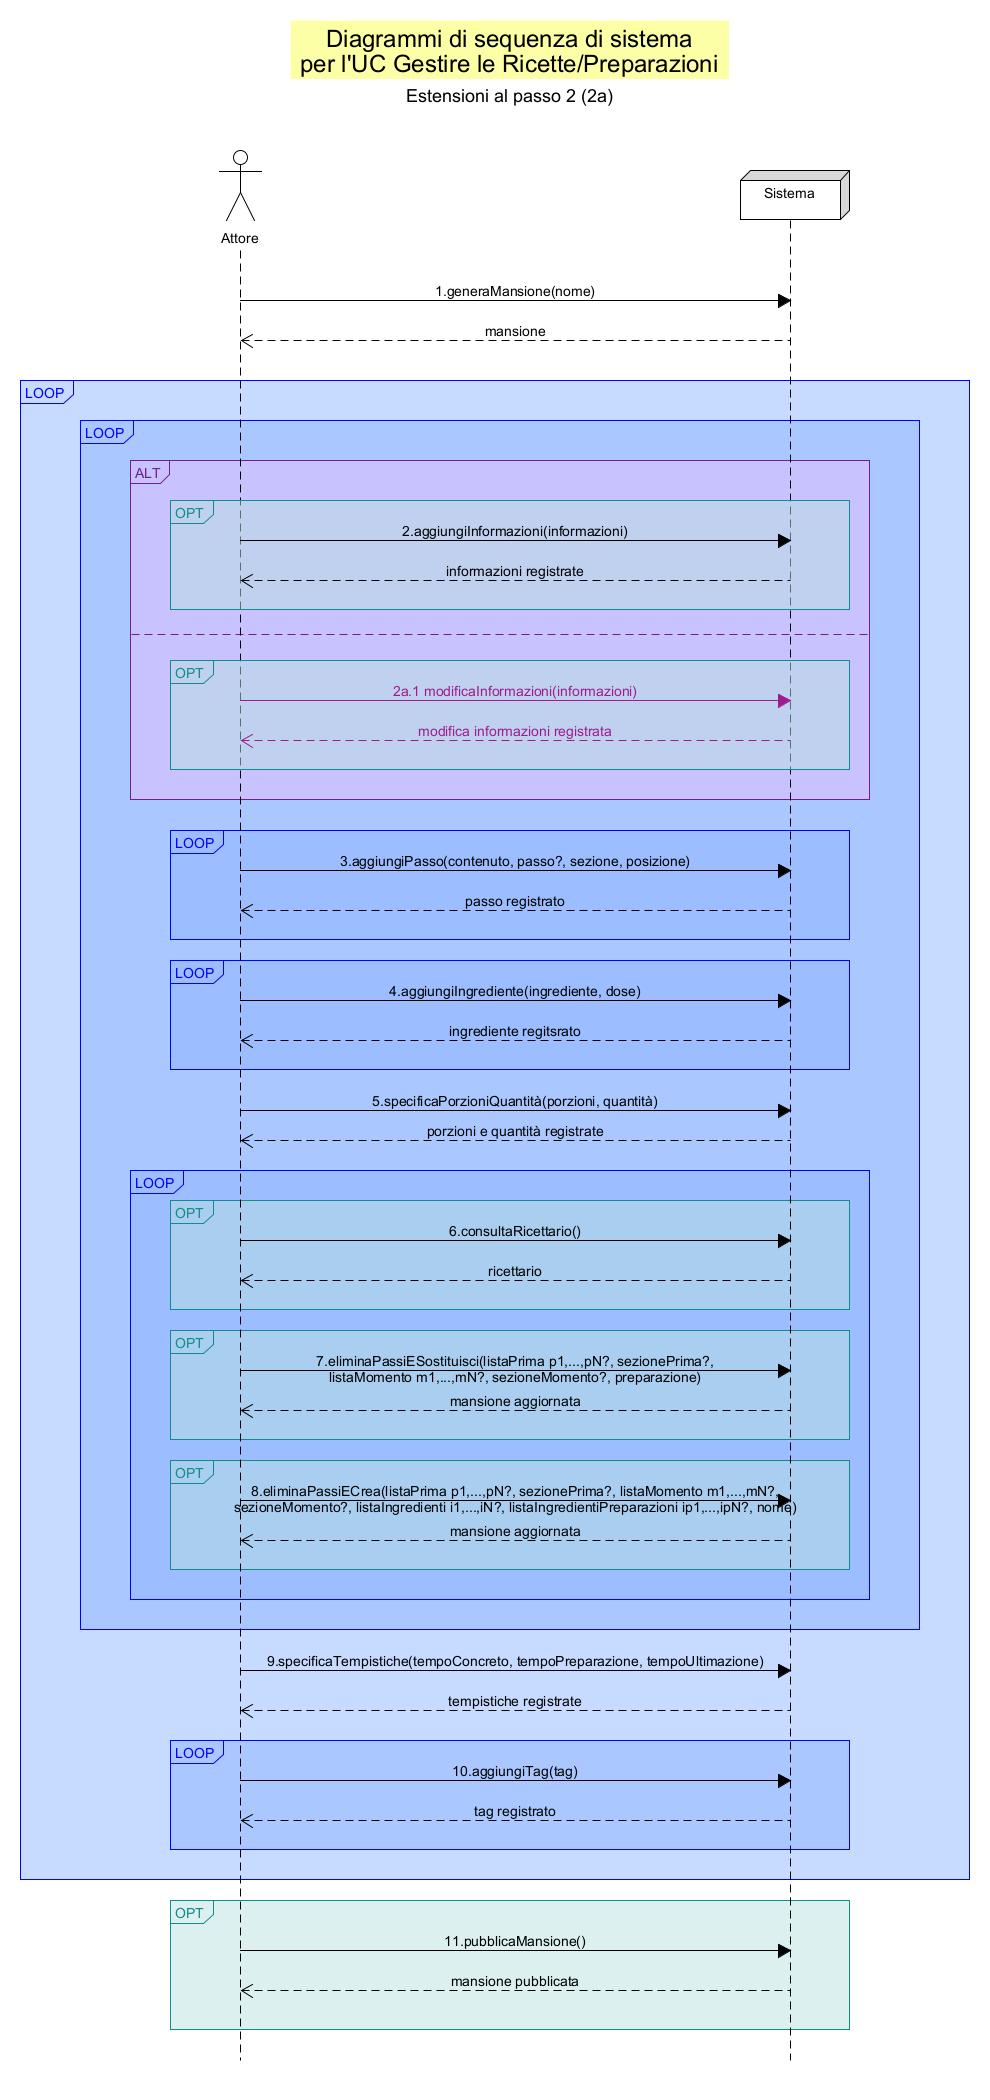 Diagrammi di sequenza di sistema
per l'UC Gestire le Ricette/Preparazioni
Estensioni al passo 2 (2a)
Sistema
Attore
1.generaMansione(nome)
mansione
LOOP
LOOP
ALT
OPT
2.aggiungiInformazioni(informazioni)
informazioni registrate
OPT
2a.1 modificaInformazioni(informazioni)
modifica informazioni registrata
LOOP
3.aggiungiPasso(contenuto, passo?, sezione, posizione)
passo registrato
LOOP
4.aggiungiIngrediente(ingrediente, dose)
ingrediente regitsrato
5.specificaPorzioniQuantità(porzioni, quantità)
porzioni e quantità registrate
LOOP
OPT
6.consultaRicettario()
ricettario
OPT
7.eliminaPassiESostituisci(listaPrima p1,...,pN?, sezionePrima?,
listaMomento m1,...,mN?, sezioneMomento?, preparazione)
mansione aggiornata
OPT
8.eliminaPassiECrea(listaPrima p1,...,pN?, sezionePrima?, listaMomento m1,...,mN?,
sezioneMomento?, listaIngredienti i1,...,iN?, listaIngredientiPreparazioni ip1,...,ipN?, nome)
mansione aggiornata
9.specificaTempistiche(tempoConcreto, tempoPreparazione, tempoUltimazione)
tempistiche registrate
LOOP
10.aggiungiTag(tag)
tag registrato
OPT
11.pubblicaMansione()
mansione pubblicata